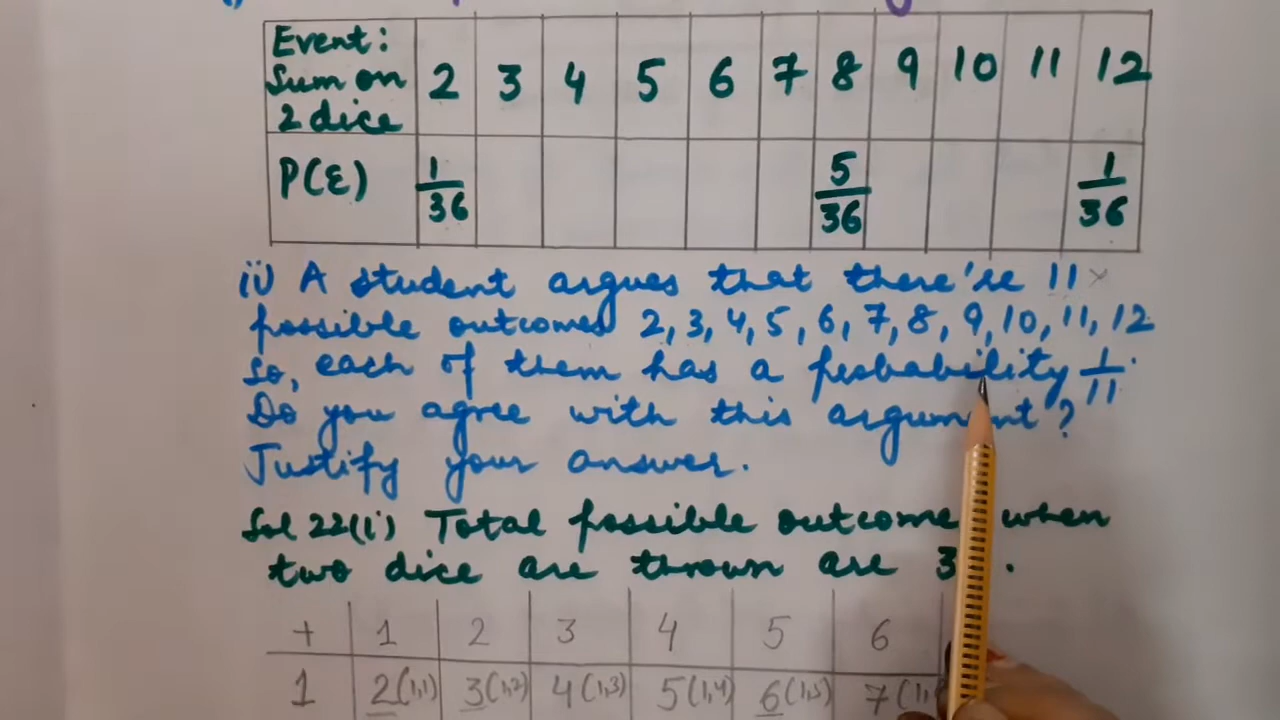 Event:
Sum on 2 3 4 5 6 7 8 9 10 11 12
2 dice
P(ε) 1/36 5/36 1/36
ii) A student argues that there're 11
possible outcomes 2, 3, 4, 5, 6, 7, 8, 9, 10, 11, 12
So, each of them has a probability 1/11.
Do you agree with this argument?
Justify your answer.
Sol 22(i) Total possible outcome when
two dice are thrown are 3 .
+ 1 2 3 4 5 6
1 2(1,1) 3(1,2) 4(1,3) 5(1,4) 6(1,5) 7(1,